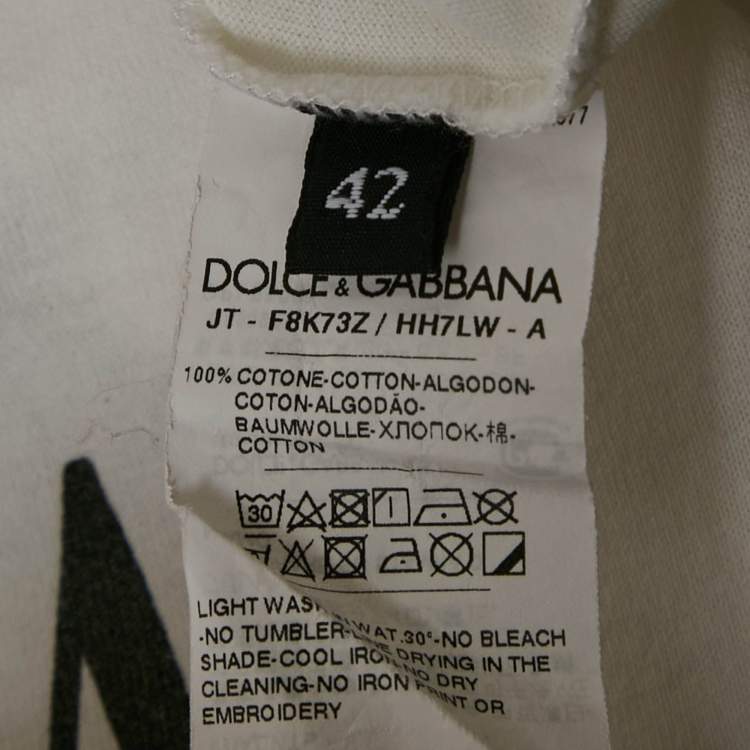 42
DOLCE & GABBANA
JT - F8K73Z / HH7LW - A
100% COTONE-COTTON-ALGODON-
COTON-ALGODÃO-
BAUMWOLLE-ХЛОПОК-棉-
COTTON
30
LIGHT WASH WAT.30°-NO BLEACH
-NO TUMBLER-LINE DRYING IN THE
SHADE-COOL IRON-NO DRY
CLEANING-NO IRON PRINT OR
EMBROIDERY